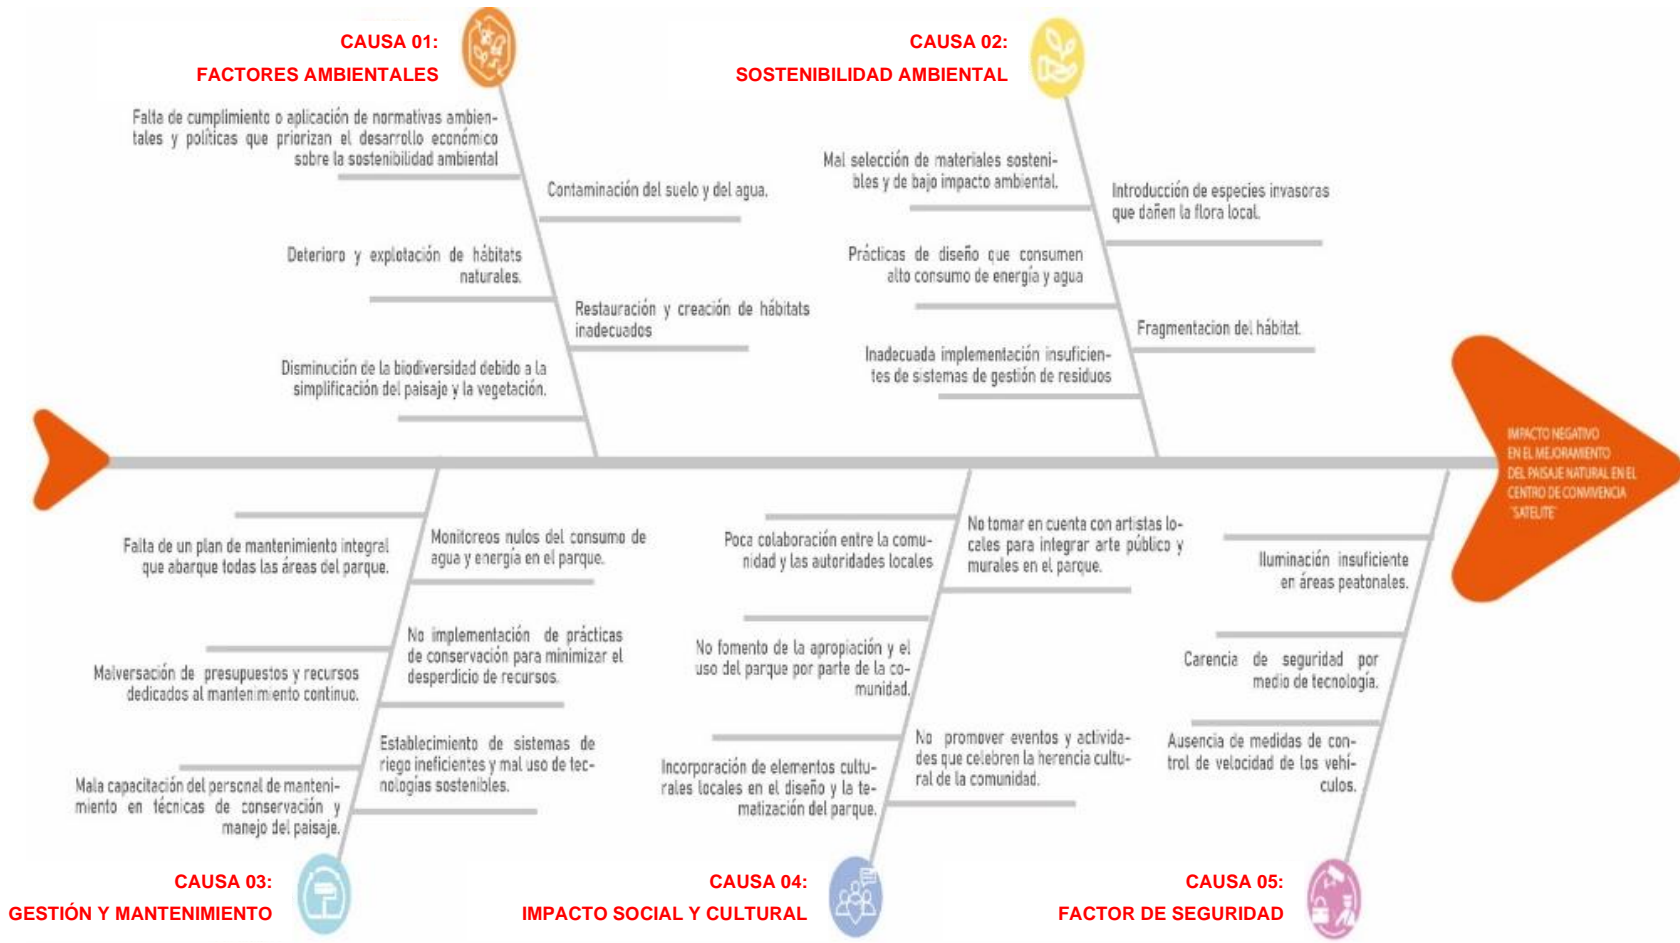 CAUSA 01:
FACTORES AMBIENTALES
Falta de cumplimiento o aplicación de normativas ambien-
tales y políticas que priorizan el desarrollo económico
sobre la sostenibilidad ambiental
Contaminación del suelo y del agua.
Deterioro y explotación de hábitats
naturales.
Restauración y creación de hábitats
inadecuados
Disminución de la biodiversidad debido a la
simplificación del paisaje y la vegetación.
CAUSA 02:
SOSTENIBILIDAD AMBIENTAL
Mal selección de materiales sosteni-
bles y de bajo impacto ambiental.
Introducción de especies invasoras
que dañen la flora local.
Prácticas de diseño que consumen
alto consumo de energía y agua
Fragmentacion del hábitat.
Inadecuada implementación insuficien-
tes de sistemas de gestión de residuos
IMPACTO NEGATIVO
EN EL MEJORAMIENTO
DEL PAISAJE NATURAL EN EL
CENTRO DE CONVIVENCIA
"SATELITE"
Falta de un plan de mantenimiento integral
que abarque todas las áreas del parque.
Monitoreos nulos del consumo de
agua y energía en el parque.
Malversación de presupuestos y recursos
dedicados al mantenimiento continuo.
No implementación de prácticas
de conservación para minimizar el
desperdicio de recursos.
Mala capacitación del personal de manteni-
miento en técnicas de conservación y
manejo del paisaje.
Establecimiento de sistemas de
riego ineficientes y mal uso de tec-
nologías sostenibles.
CAUSA 03:
GESTIÓN Y MANTENIMIENTO
Poca colaboración entre la comu-
nidad y las autoridades locales
No tomar en cuenta con artistas lo-
cales para integrar arte público y
murales en el parque.
No fomento de la apropiación y el
uso del parque por parte de la co-
munidad.
Incorporación de elementos cultu-
rales locales en el diseño y la te-
matización del parque.
No promover eventos y activida-
des que celebren la herencia cultu-
ral de la comunidad.
CAUSA 04:
IMPACTO SOCIAL Y CULTURAL
Iluminación insuficiente
en áreas peatonales.
Carencia de seguridad por
medio de tecnología.
Ausencia de medidas de con-
trol de velocidad de los vehí-
culos.
CAUSA 05:
FACTOR DE SEGURIDAD